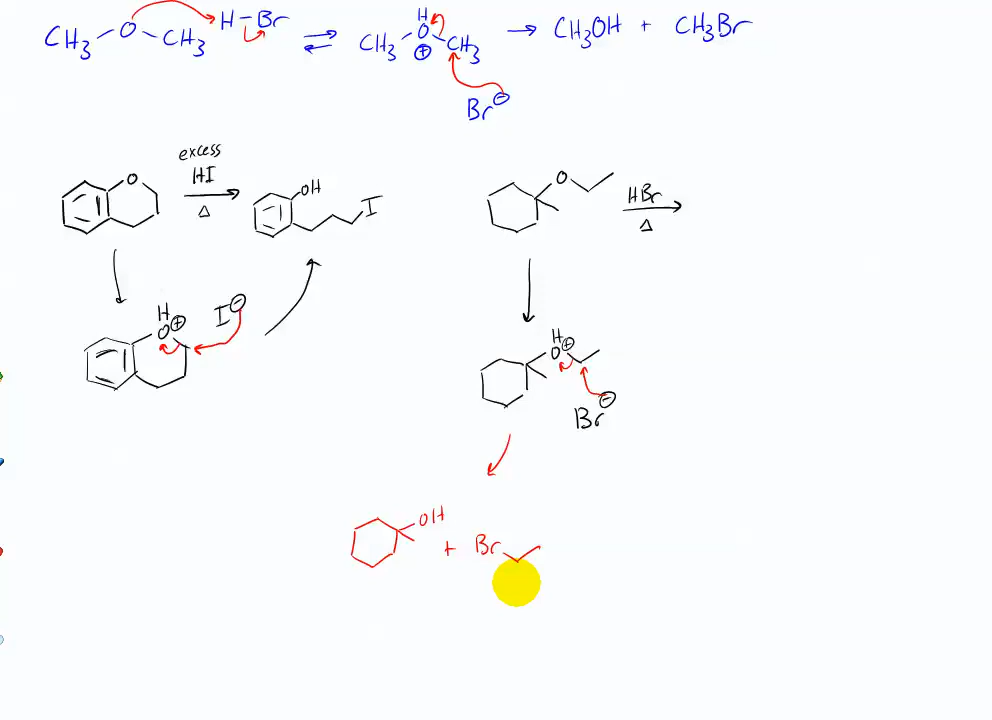 CH3-O-CH3 H-Br ⇌ CH3-O-CH3 H ⊕ → CH3OH + CH3Br
Br⊖
excess
HI
Δ
O
OH
I
O
HBr
Δ
H
O⊕
I⊖
H
O⊕
Br⊖
OH
+ Br